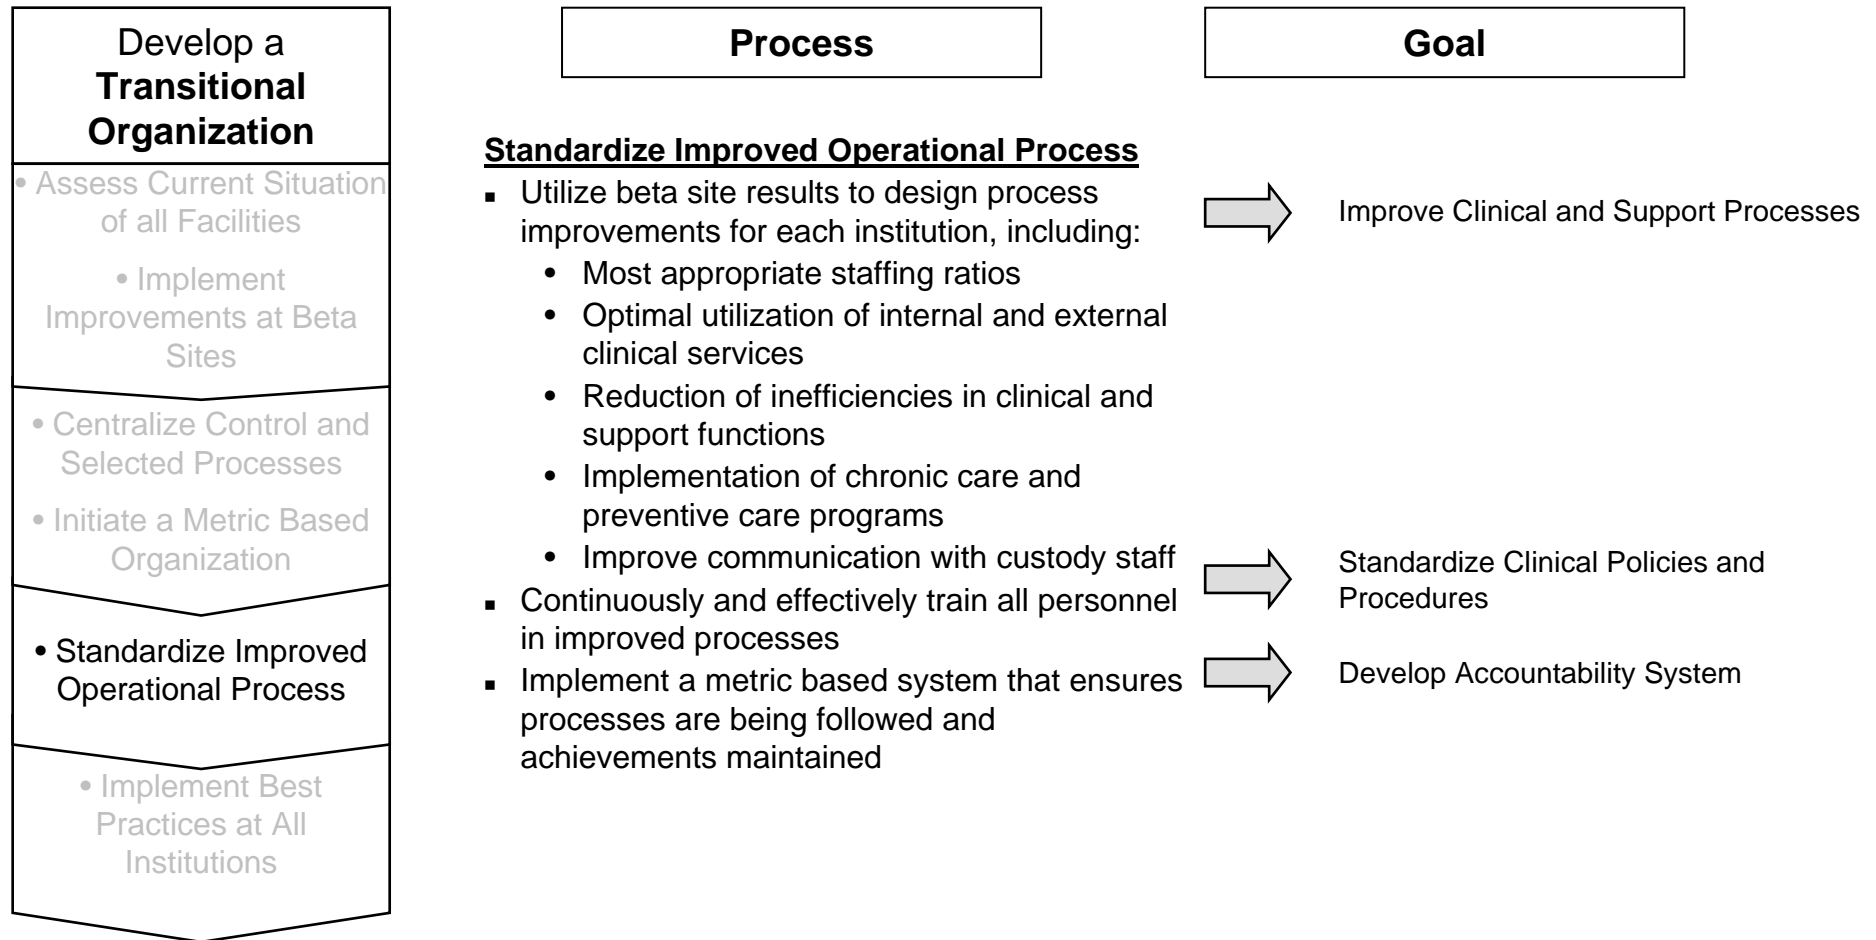 Develop a
Transitional
Organization
• Assess Current Situation
of all Facilities
• Implement
Improvements at Beta
Sites
• Centralize Control and
Selected Processes
• Initiate a Metric Based
Organization
• Standardize Improved
Operational Process
• Implement Best
Practices at All
Institutions
Process
Standardize Improved Operational Process
▪ Utilize beta site results to design process
improvements for each institution, including:
• Most appropriate staffing ratios
• Optimal utilization of internal and external
clinical services
• Reduction of inefficiencies in clinical and
support functions
• Implementation of chronic care and
preventive care programs
• Improve communication with custody staff
▪ Continuously and effectively train all personnel
in improved processes
▪ Implement a metric based system that ensures
processes are being followed and
achievements maintained
Goal
Improve Clinical and Support Processes
Standardize Clinical Policies and
Procedures
Develop Accountability System